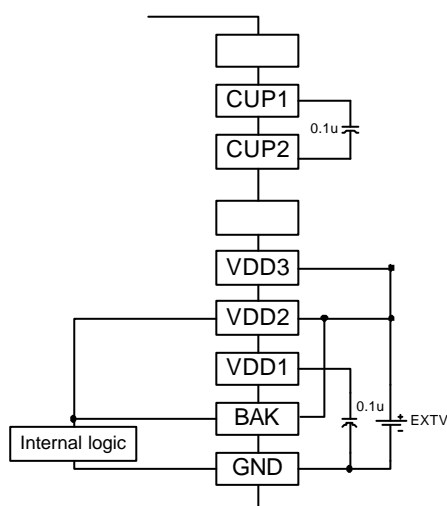 CUP1
0.1u
CUP2
VDD3
VDD2
VDD1
0.1u
+
EXTV
-
BAK
Internal logic
GND